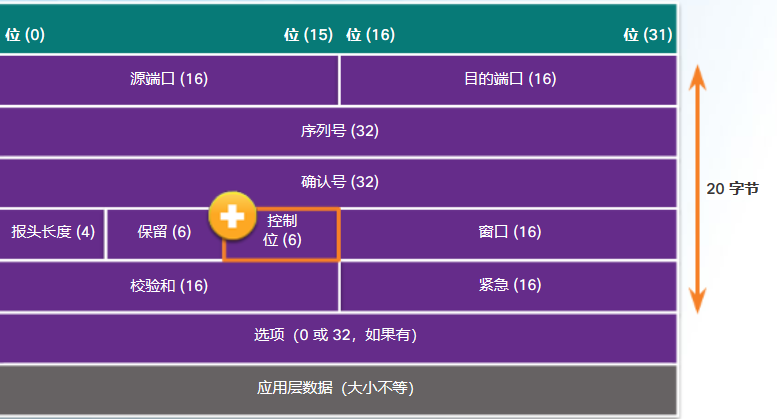 位 (0) 位 (15) 位 (16) 位 (31)
源端口 (16) 目的端口 (16)
序列号 (32)
确认号 (32)
报头长度 (4) 保留 (6) 控制
位 (6) 窗口 (16)
校验和 (16) 紧急 (16)
选项（0 或 32，如果有）
应用层数据（大小不等）
20 字节